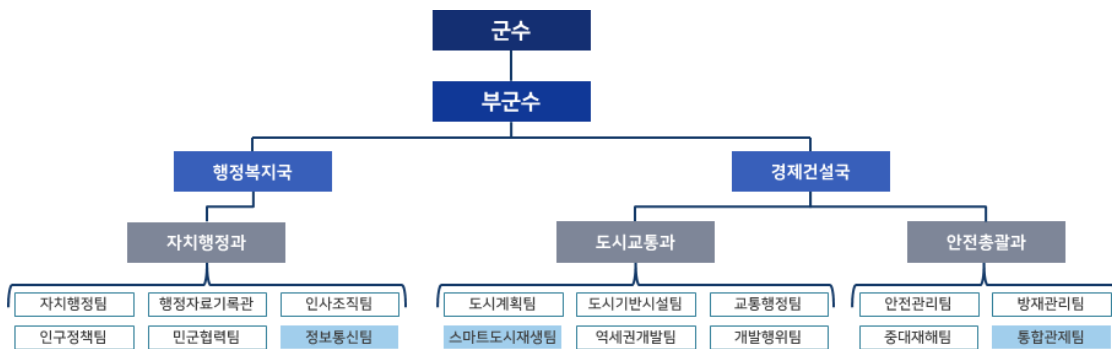 군수
부군수
행정복지국 경제건설국
자치행정과 도시교통과 안전총괄과
자치행정팀 행정자료기록관 인사조직팀 도시계획팀 도시기반시설팀 교통행정팀 안전관리팀 방재관리팀
인구정책팀 민군협력팀 정보통신팀 스마트도시재생팀 역세권개발팀 개발행위팀 중대재해팀 통합관제팀